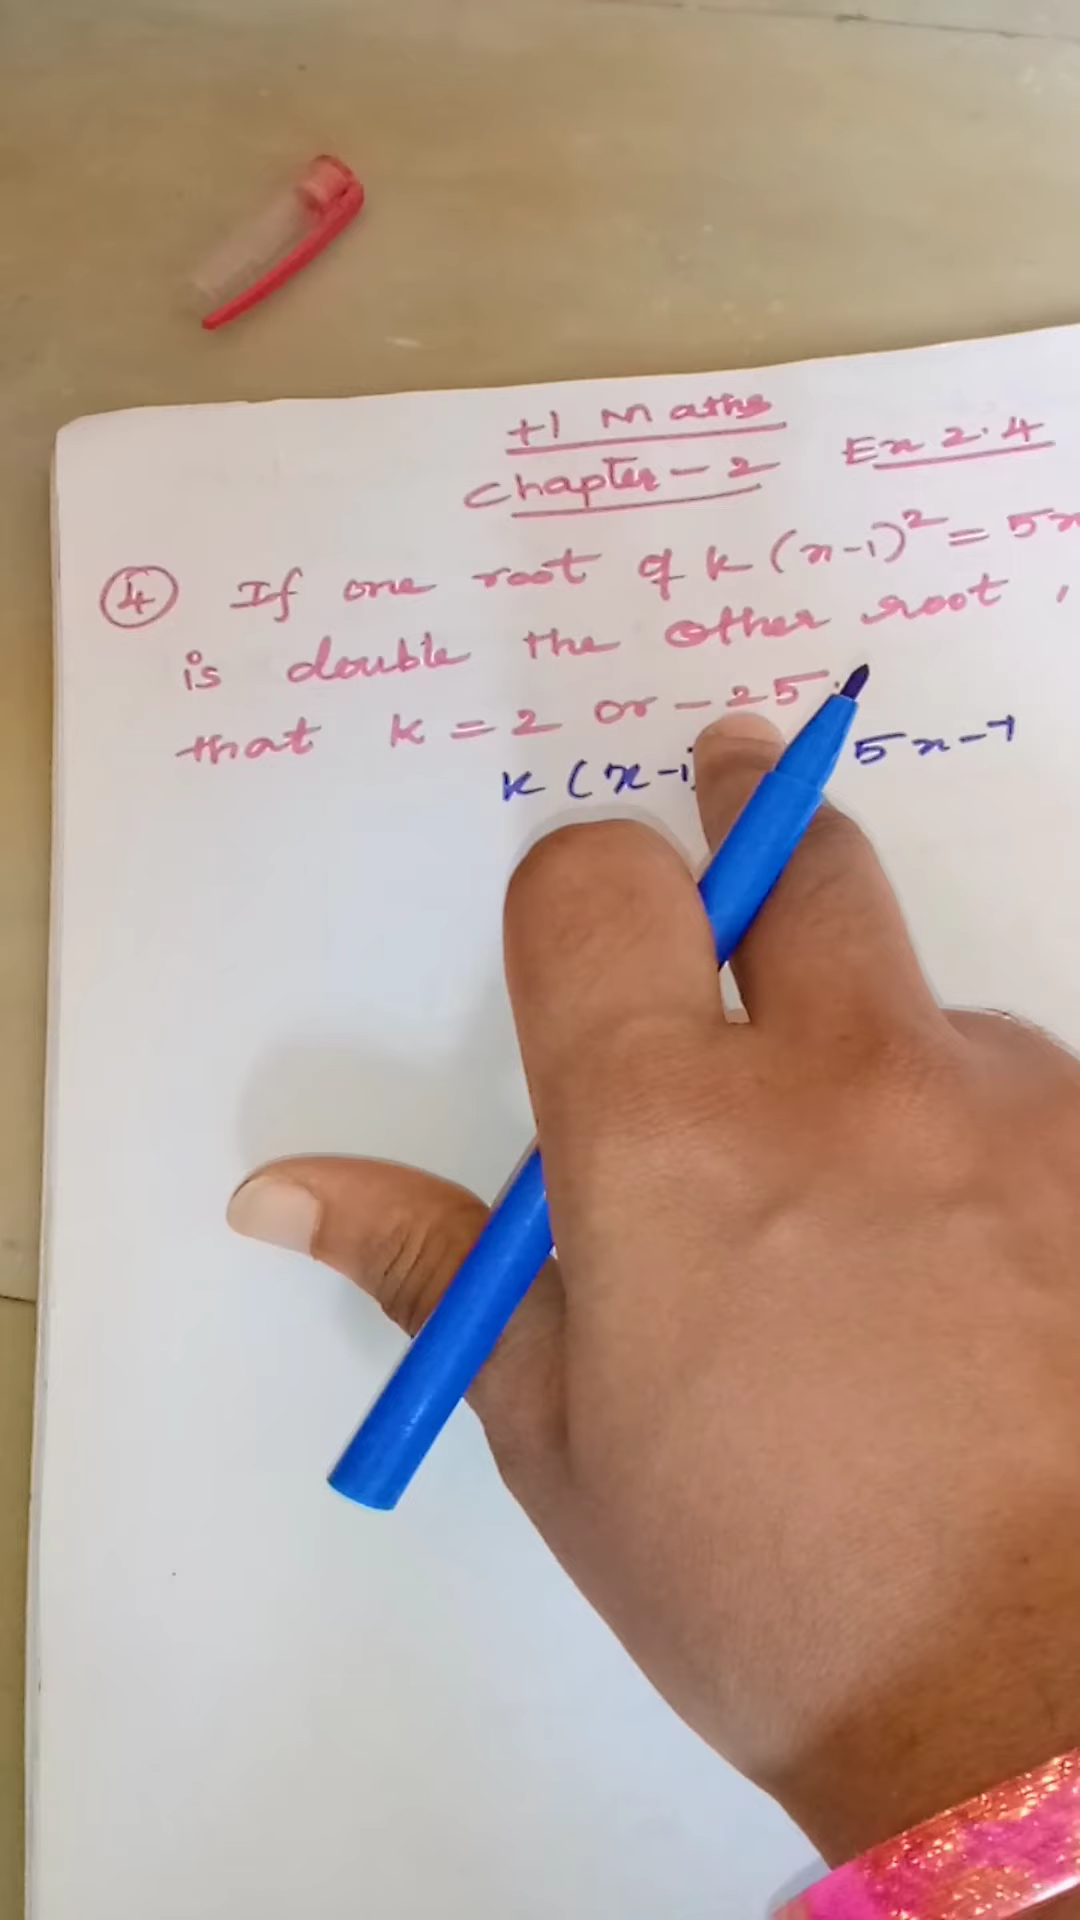 +1 Maths
Chapter - 2 Ex 2.4
④ If one root of k(x-1)² = 5x
is double the other root,
that k = 2 or -25.
k (x-1 5x-7